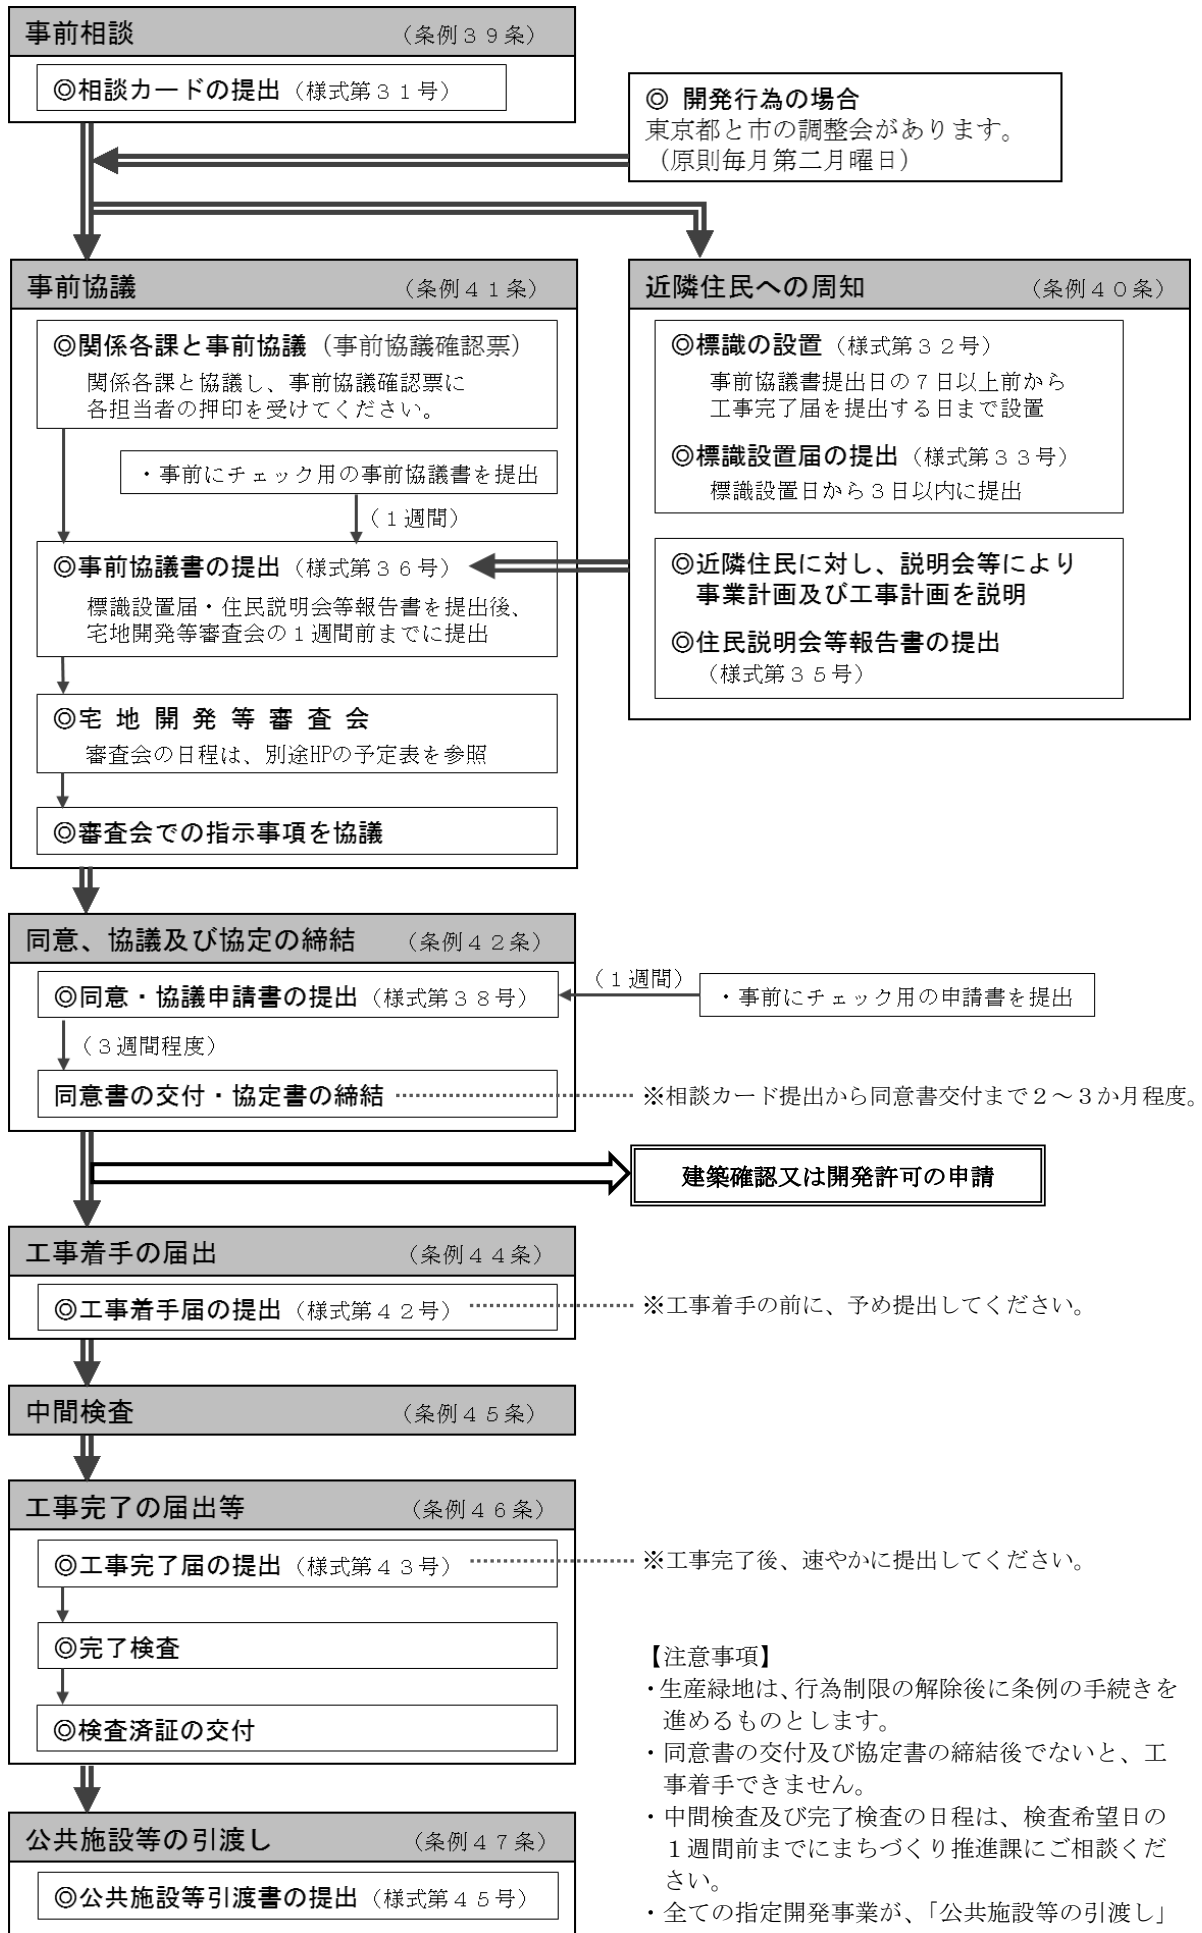 事前相談 （条例３９条）
◎相談カードの提出（様式第３１号）
◎ 開発行為の場合
東京都と市の調整会があります。
（原則毎月第二月曜日）
事前協議 （条例４１条）
◎関係各課と事前協議（事前協議確認票）
関係各課と協議し、事前協議確認票に
各担当者の押印を受けてください。
・事前にチェック用の事前協議書を提出
（１週間）
◎事前協議書の提出（様式第３６号）
標識設置届・住民説明会等報告書を提出後、
宅地開発等審査会の１週間前までに提出
◎宅 地 開 発 等 審 査 会
審査会の日程は、別途HPの予定表を参照
◎審査会での指示事項を協議
近隣住民への周知 （条例４０条）
◎標識の設置（様式第３２号）
事前協議書提出日の７日以上前から
工事完了届を提出する日まで設置
◎標識設置届の提出（様式第３３号）
標識設置日から３日以内に提出
◎近隣住民に対し、説明会等により
事業計画及び工事計画を説明
◎住民説明会等報告書の提出
（様式第３５号）
同意、協議及び協定の締結 （条例４２条）
◎同意・協議申請書の提出（様式第３８号）
（１週間）
・事前にチェック用の申請書を提出
（３週間程度）
同意書の交付・協定書の締結
※相談カード提出から同意書交付まで２～３か月程度。
建築確認又は開発許可の申請
工事着手の届出 （条例４４条）
◎工事着手届の提出（様式第４２号）
※工事着手の前に、予め提出してください。
中間検査 （条例４５条）
工事完了の届出等 （条例４６条）
◎工事完了届の提出（様式第４３号）
※工事完了後、速やかに提出してください。
◎完了検査
◎検査済証の交付
公共施設等の引渡し （条例４７条）
◎公共施設等引渡書の提出（様式第４５号）
【注意事項】
・生産緑地は、行為制限の解除後に条例の手続きを
進めるものとします。
・同意書の交付及び協定書の締結後でないと、工
事着手できません。
・中間検査及び完了検査の日程は、検査希望日の
１週間前までにまちづくり推進課にご相談くだ
さい。
・全ての指定開発事業が、「公共施設等の引渡し」